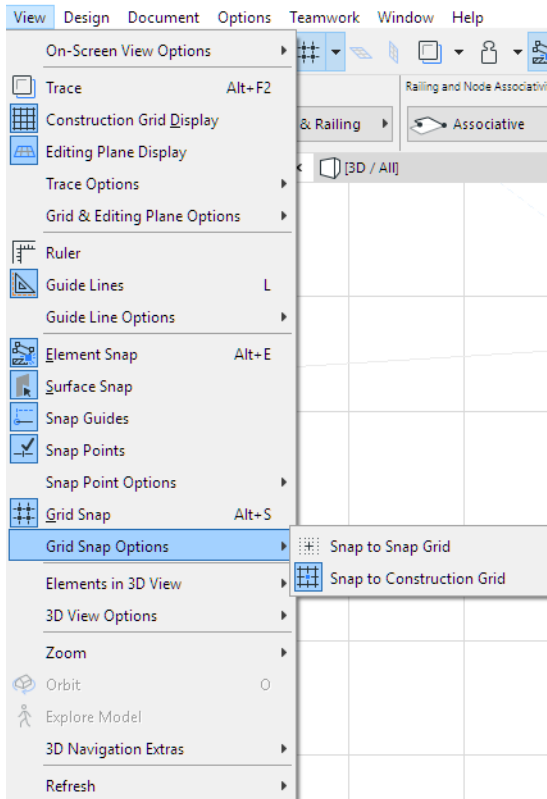 View Design Document Options Teamwork Window Help
On-Screen View Options
Trace Alt+F2
Construction Grid Display
Editing Plane Display
Trace Options
Grid & Editing Plane Options
Ruler
Guide Lines L
Guide Line Options
Element Snap Alt+E
Surface Snap
Snap Guides
Snap Points
Snap Point Options
Grid Snap Alt+S
Grid Snap Options
Elements in 3D View
3D View Options
Zoom
Orbit O
Explore Model
3D Navigation Extras
Refresh
Snap to Snap Grid
Snap to Construction Grid
Railing and Node Associativi
& Railing
Associative
[3D / All]